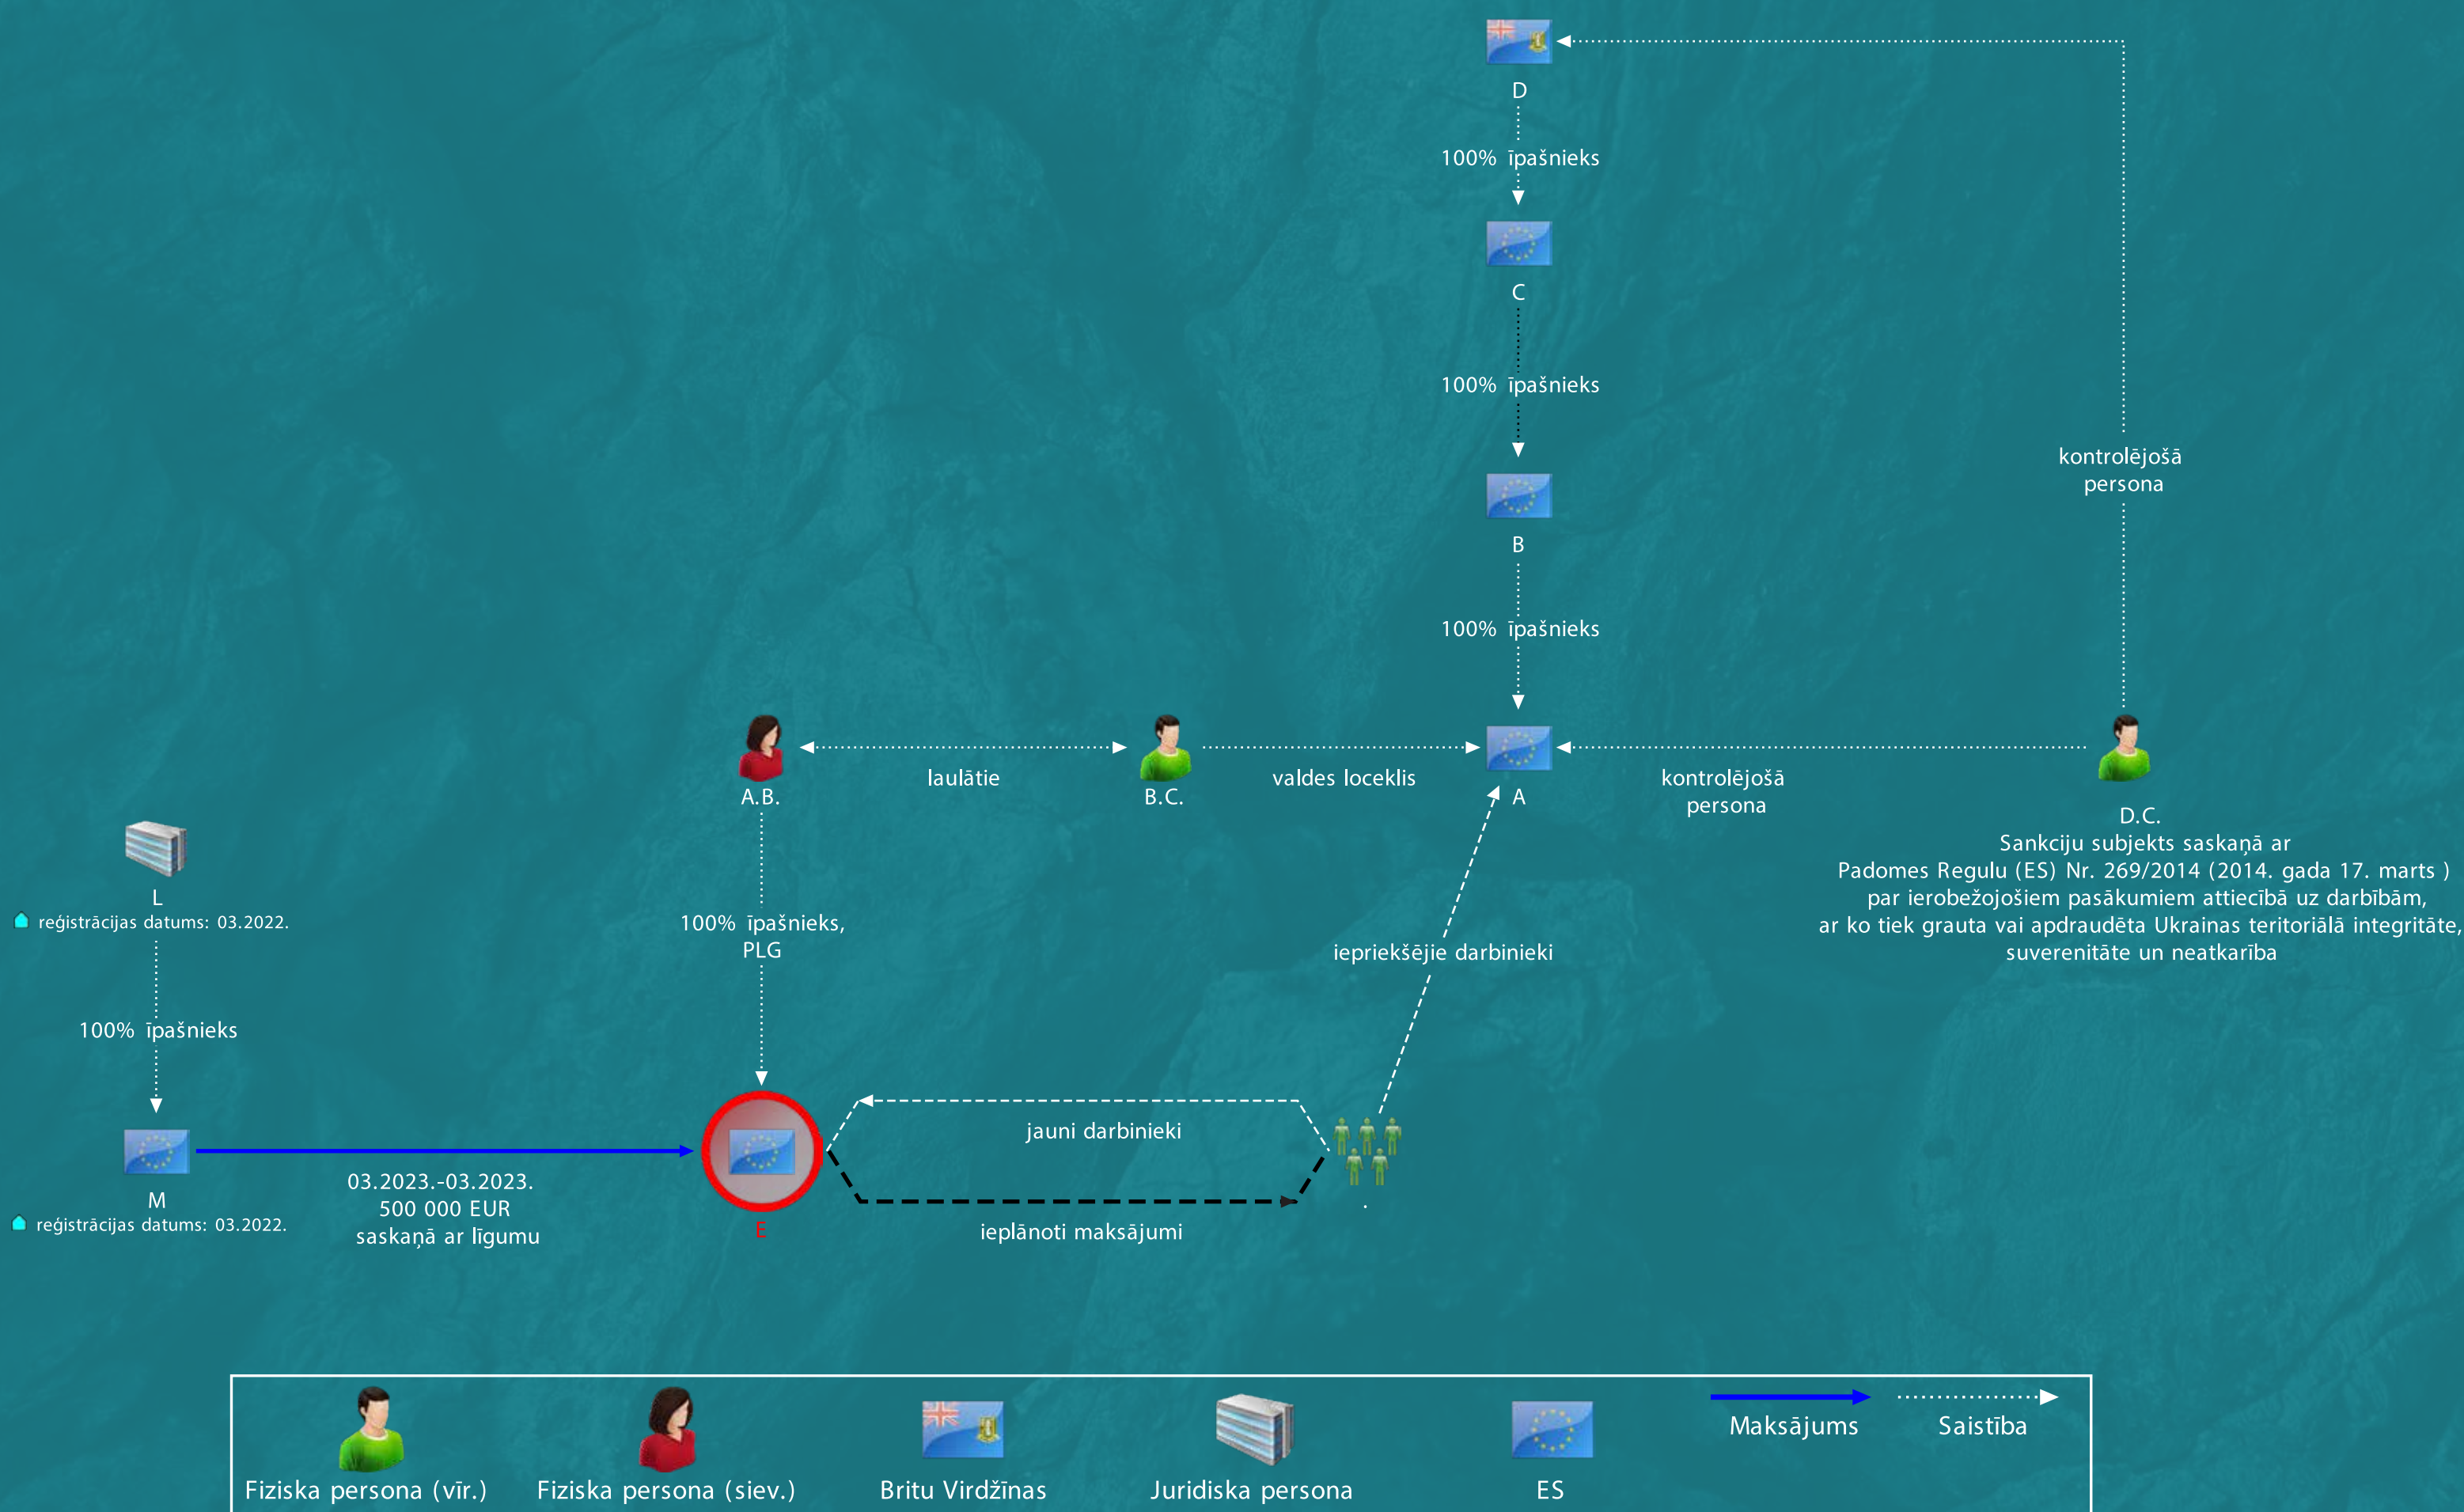 D
100% īpašnieks
C
100% īpašnieks
kontrolējošā
persona
B
100% īpašnieks
A.B.
laulātie
B.C.
valdes loceklis
A
kontrolējošā
persona
D.C.
Sankciju subjekts saskaņā ar
Padomes Regulu (ES) Nr. 269/2014 (2014. gada 17. marts )
par ierobežojošiem pasākumiem attiecībā uz darbībām,
ar ko tiek grauta vai apdraudēta Ukrainas teritoriālā integritāte,
suverenitāte un neatkarība
L
reģistrācijas datums: 03.2022.
100% īpašnieks,
PLG
iepriekšējie darbinieki
100% īpašnieks
M
reģistrācijas datums: 03.2022.
03.2023.-03.2023.
500 000 EUR
saskaņā ar līgumu
E
jauni darbinieki
ieplānoti maksājumi
.
Fiziska persona (vīr.)
Fiziska persona (siev.)
Britu Virdžīnas
Juridiska persona
ES
Maksājums
Saistība